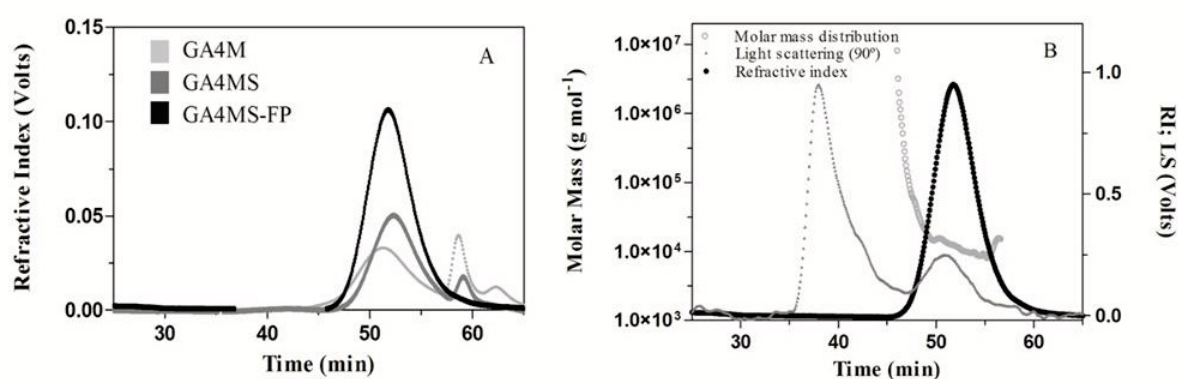 0.15
0.10
0.05
0.00
Refractive Index (Volts)
GA4M
GA4MS
GA4MS-FP
A
30
40
50
60
Time (min)
1.0×10⁷
1.0×10⁶
1.0×10⁵
1.0×10⁴
1.0×10³
Molar Mass (g mol⁻¹)
Molar mass distribution
Light scattering (90º)
Refractive index
B
1.0
0.5
0.0
RI; LS (Volts)
30
40
50
60
Time (min)